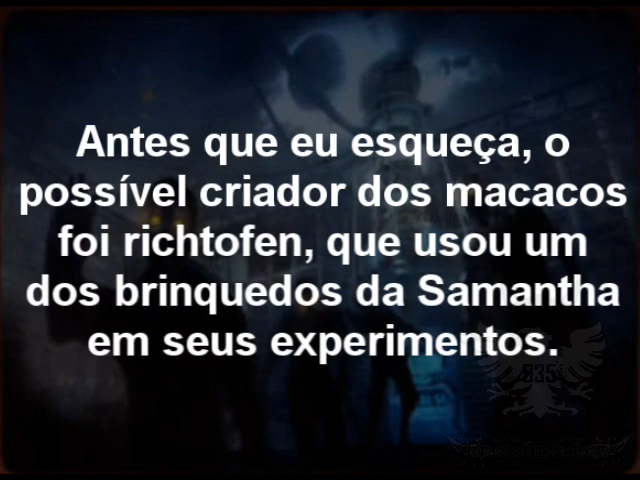 Antes que eu esqueça, o
possível criador dos macacos
foi richtofen, que usou um
dos brinquedos da Samantha
em seus experimentos.
935